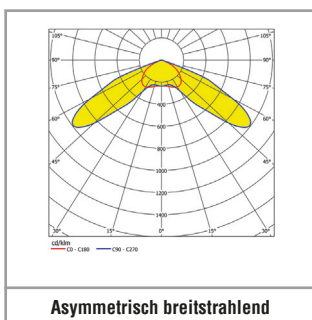 105° 105°
90° 90°
75° 75°
60° 60°
45° 45°
30° 15° 0° 15° 30°
400
600
800
1000
1200
1400
cd/klm
C0 - C180 C90 - C270
Asymmetrisch breitstrahlend